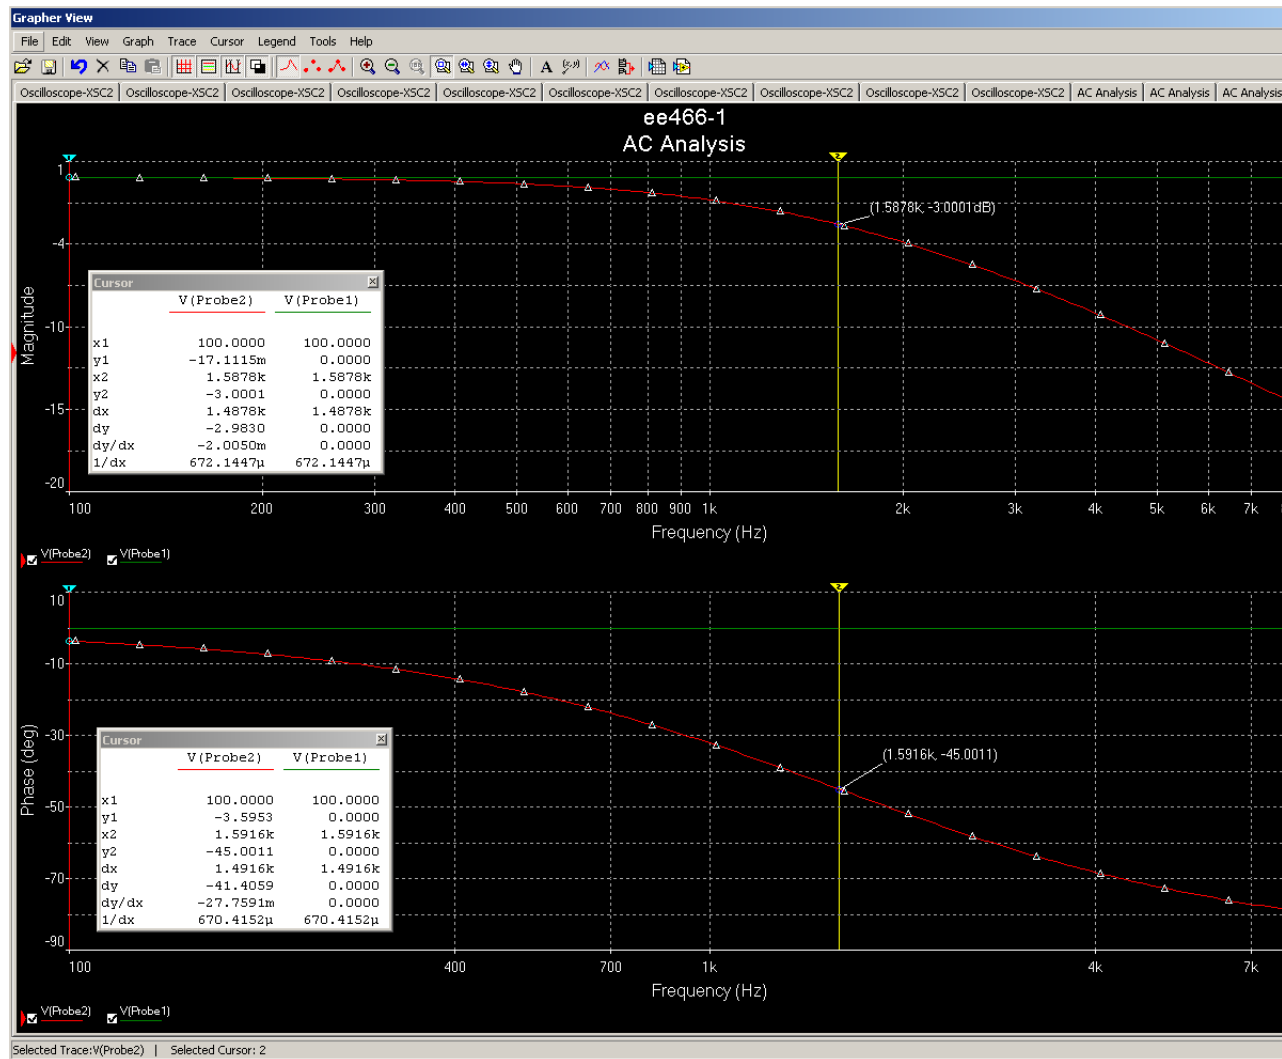 Grapher View
File Edit View Graph Trace Cursor Legend Tools Help
Oscilloscope-XSC2 Oscilloscope-XSC2 Oscilloscope-XSC2 Oscilloscope-XSC2 Oscilloscope-XSC2 Oscilloscope-XSC2 Oscilloscope-XSC2 Oscilloscope-XSC2 Oscilloscope-XSC2 Oscilloscope-XSC2 AC Analysis AC Analysis AC Analysis
ee466-1
AC Analysis
1
2
1
(1.5878k, -3.0001dB)
-4
Cursor
V(Probe2) V(Probe1)
x1 100.0000 100.0000
y1 -17.1115m 0.0000
x2 1.5878k 1.5878k
y2 -3.0001 0.0000
dx 1.4878k 1.4878k
dy -2.9830 0.0000
dy/dx -2.0050m 0.0000
1/dx 672.1447µ 672.1447µ
Magnitude
-10
-15
-20
100 200 300 400 500 600 700 800 900 1k 2k 3k 4k 5k 6k 7k
Frequency (Hz)
V(Probe2) V(Probe1)
1
2
10
-10
-30
(1.5916k, -45.0011)
Cursor
V(Probe2) V(Probe1)
x1 100.0000 100.0000
y1 -3.5953 0.0000
x2 1.5916k 1.5916k
y2 -45.0011 0.0000
dx 1.4916k 1.4916k
dy -41.4059 0.0000
dy/dx -27.7591m 0.0000
1/dx 670.4152µ 670.4152µ
Phase (deg)
-50
-70
-90
100 400 700 1k 4k 7k
Frequency (Hz)
V(Probe2) V(Probe1)
Selected Trace:V(Probe2) | Selected Cursor: 2